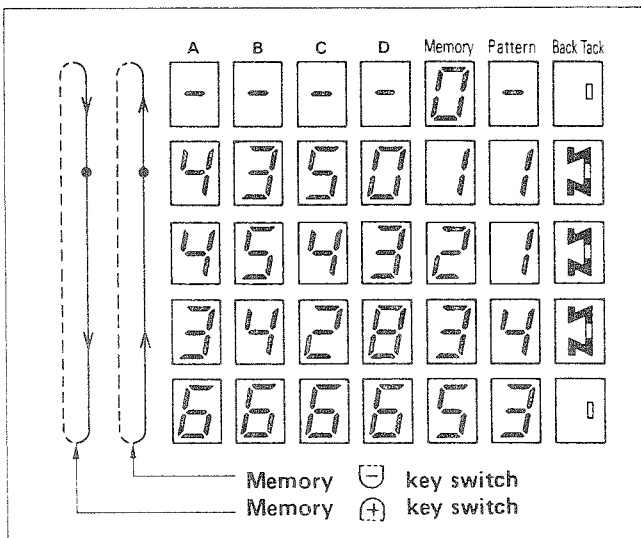 A B C D Memory Pattern Back Tack
- - - - 0 -
4 3 5 0 1 1
4 5 4 3 2 1
3 4 2 8 3 4
6 6 6 6 5 3
Memory - key switch
Memory + key switch